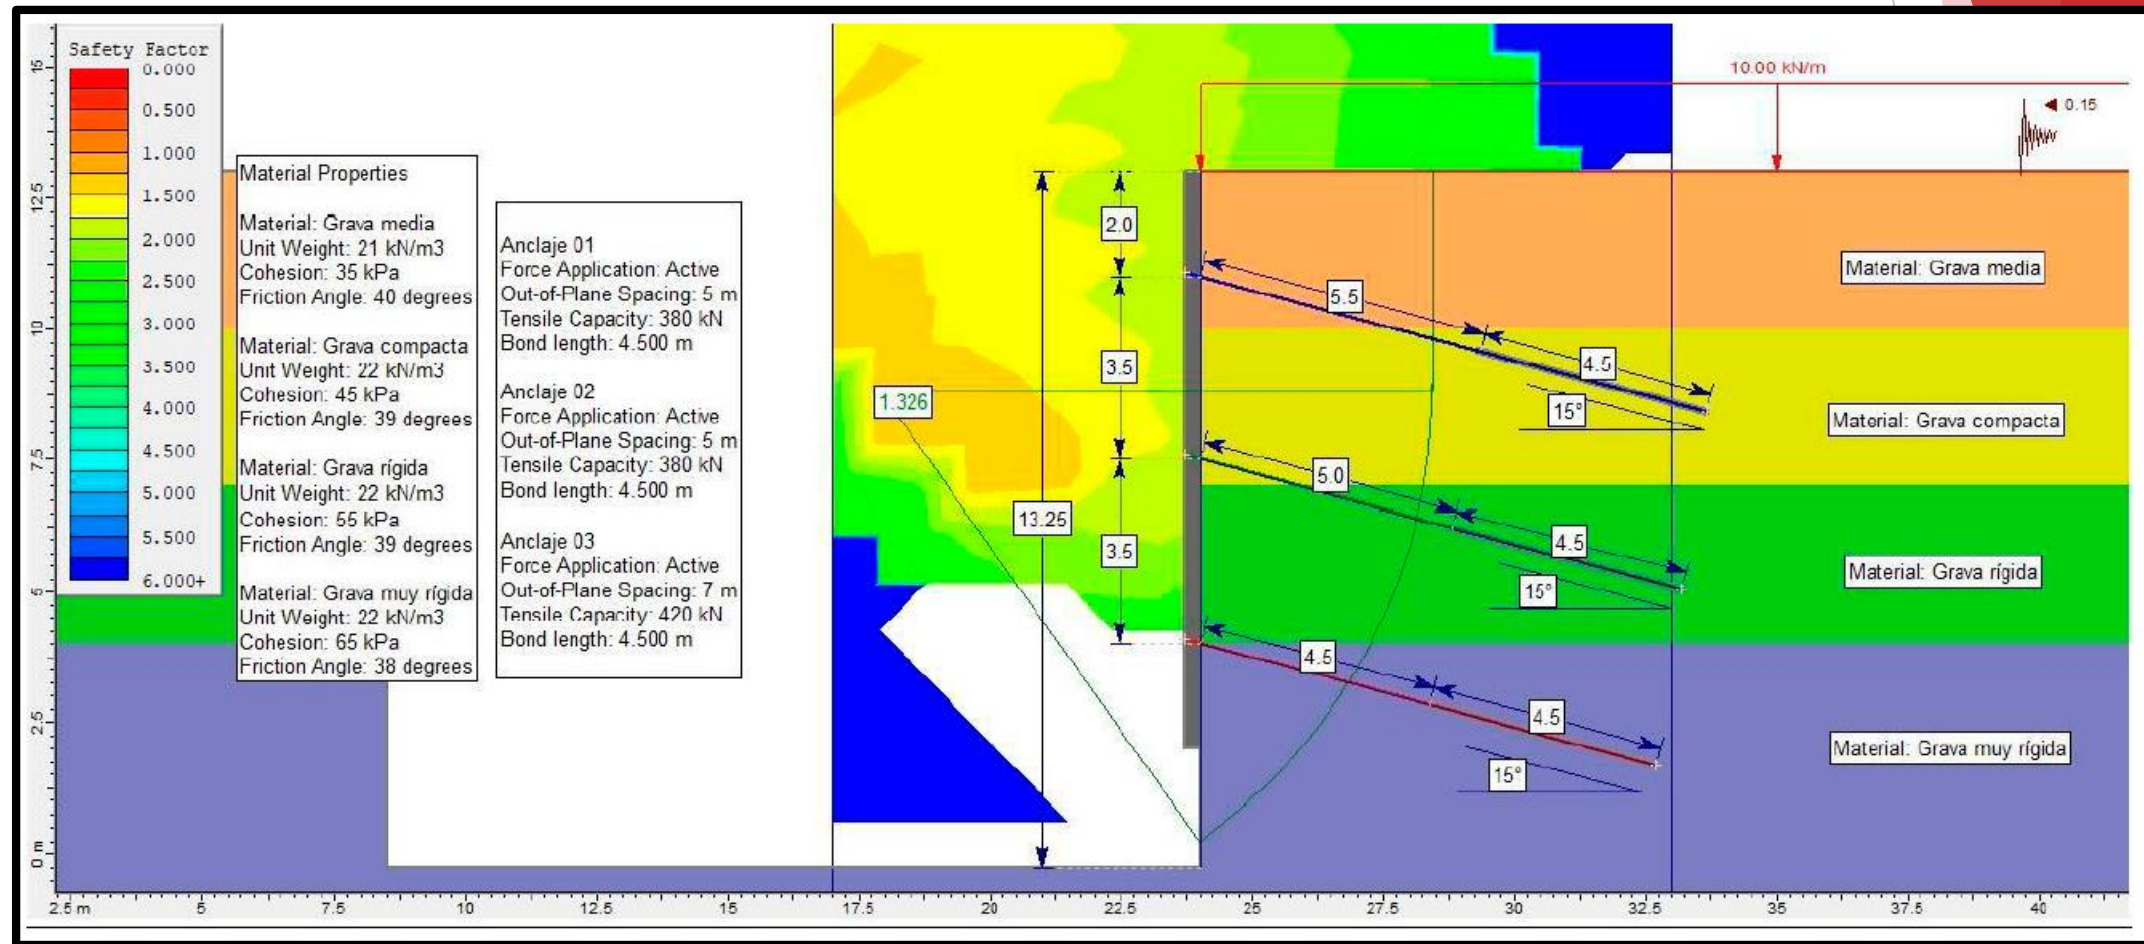 Safety Factor
0.000
0.500
1.000
1.500
2.000
2.500
3.000
3.500
4.000
4.500
5.000
5.500
6.000+
Material Properties
Material: Grava media
Unit Weight: 21 kN/m3
Cohesion: 35 kPa
Friction Angle: 40 degrees
Material: Grava compacta
Unit Weight: 22 kN/m3
Cohesion: 45 kPa
Friction Angle: 39 degrees
Material: Grava rígida
Unit Weight: 22 kN/m3
Cohesion: 55 kPa
Friction Angle: 39 degrees
Material: Grava muy rígida
Unit Weight: 22 kN/m3
Cohesion: 65 kPa
Friction Angle: 38 degrees
Anclaje 01
Force Application: Active
Out-of-Plane Spacing: 5 m
Tensile Capacity: 380 kN
Bond length: 4.500 m
Anclaje 02
Force Application: Active
Out-of-Plane Spacing: 5 m
Tensile Capacity: 380 kN
Bond length: 4.500 m
Anclaje 03
Force Application: Active
Out-of-Plane Spacing: 7 m
Tensile Capacity: 420 kN
Bond length: 4.500 m
1.326
13.25
2.0
3.5
3.5
10.00 kN/m
0.15
5.5
4.5
15°
5.0
4.5
15°
4.5
4.5
15°
Material: Grava media
Material: Grava compacta
Material: Grava rígida
Material: Grava muy rígida
15
12.5
10
7.5
5
2.5
0 m
2.5 m
5
7.5
10
12.5
15
17.5
20
22.5
25
27.5
30
32.5
35
37.5
40